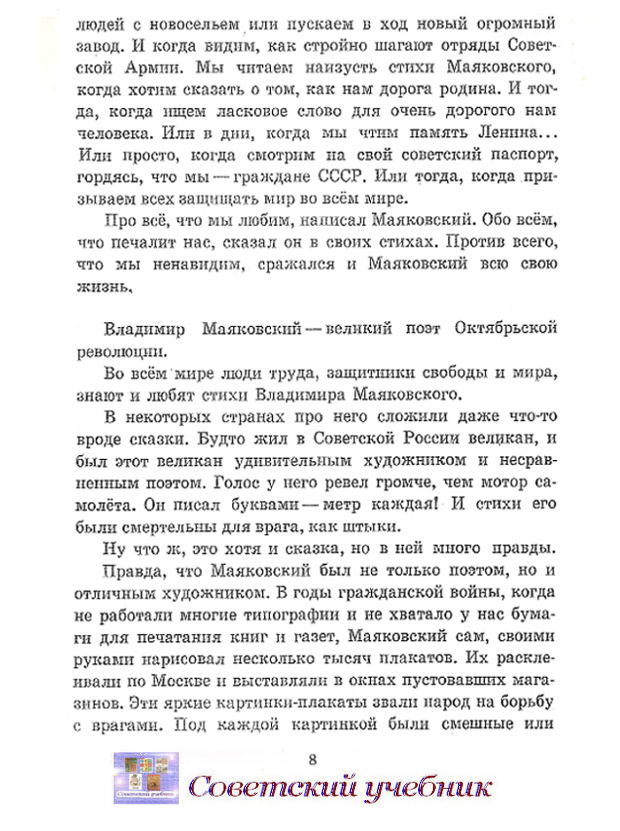 людей с новосельем или пускаем в ход новый огромный
завод. И когда видим, как стройно шагают отряды Совет-
ской Армии. Мы читаем наизусть стихи Маяковского,
когда хотим сказать о том, как нам дорога родина. И тог-
да, когда ищем ласковое слово для очень дорогого нам
человека. Или в дни, когда мы чтим память Ленина...
Или просто, когда смотрим на свой советский паспорт,
гордясь, что мы — граждане СССР. Или тогда, когда при-
зываем всех защищать мир во всём мире.
Про всё, что мы любим, написал Маяковский. Обо всём,
что печалит нас, сказал он в своих стихах. Против всего,
что мы ненавидим, сражался и Маяковский всю свою
жизнь.
Владимир Маяковский — великий поэт Октябрьской
революции.
Во всём мире люди труда, защитники свободы и мира,
знают и любят стихи Владимира Маяковского.
В некоторых странах про него сложили даже что-то
вроде сказки. Будто жил в Советской России великан, и
был этот великан удивительным художником и несрав-
ненным поэтом. Голос у него ревел громче, чем мотор са-
молёта. Он писал буквами — метр каждая! И стихи его
были смертельны для врага, как штыки.
Ну что ж, это хотя и сказка, но в ней много правды.
Правда, что Маяковский был не только поэтом, но и
отличным художником. В годы гражданской войны, когда
не работали многие типографии и не хватало у нас бума-
ги для печатания книг и газет, Маяковский сам, своими
руками нарисовал несколько тысяч плакатов. Их раскле-
ивали по Москве и выставляли в окнах пустовавших мага-
зинов. Эти яркие картинки-плакаты звали народ на борьбу
с врагами. Под каждой картинкой были смешные или
8
Советский учебник
Советский учебник